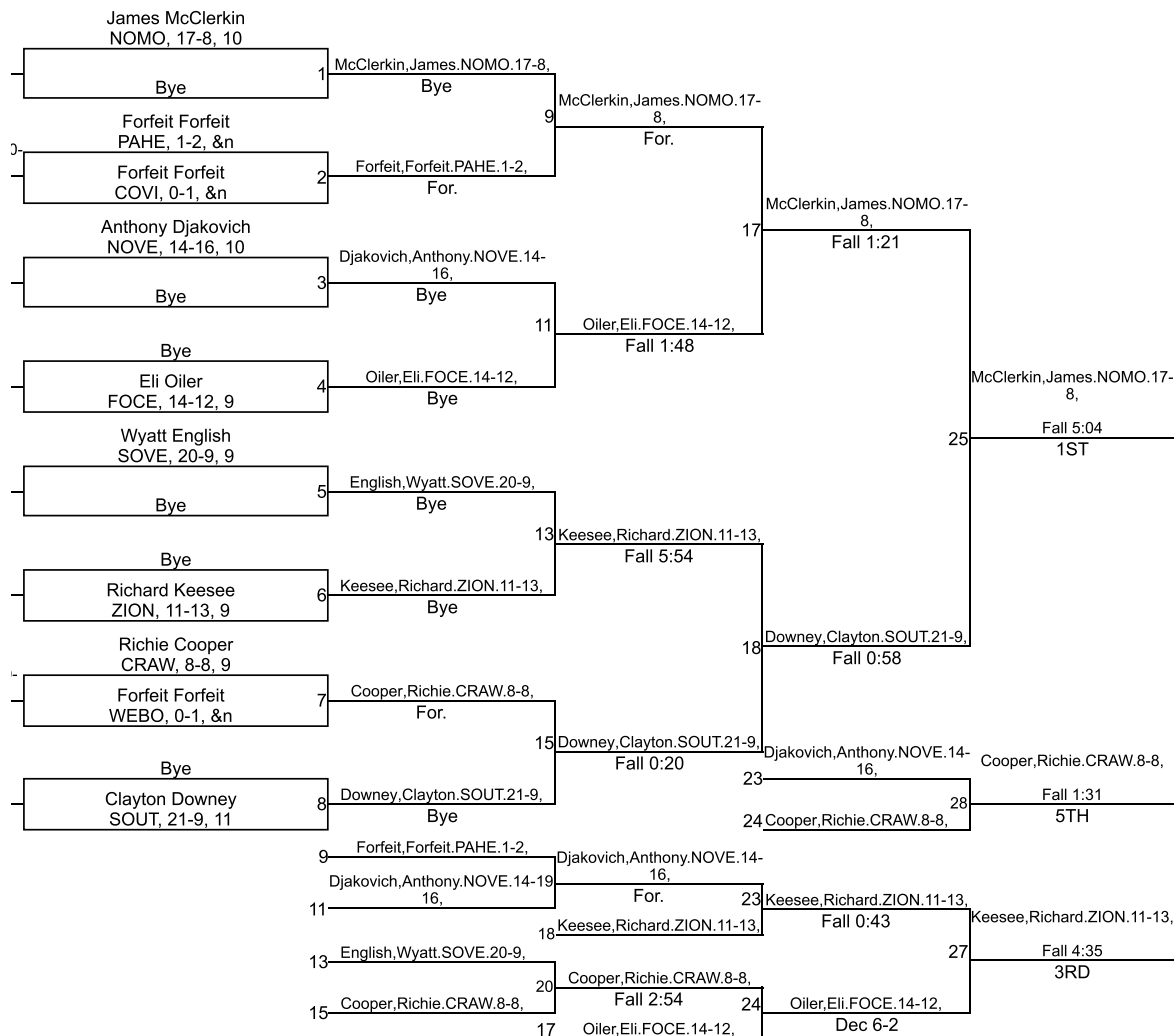 James McClerkin
NOMO, 17-8, 10
Bye
1
McClerkin,James.NOMO.17-8,
Bye
Forfeit Forfeit
PAHE, 1-2, &n
0-
Forfeit Forfeit
COVI, 0-1, &n
2
Forfeit,Forfeit.PAHE.1-2,
For.
9
McClerkin,James.NOMO.17-
8,
For.
Anthony Djakovich
NOVE, 14-16, 10
Bye
3
Djakovich,Anthony.NOVE.14-
16,
Bye
Bye
Eli Oiler
FOCE, 14-12, 9
4
Oiler,Eli.FOCE.14-12,
Bye
11
Oiler,Eli.FOCE.14-12,
Fall 1:48
17
McClerkin,James.NOMO.17-
8,
Fall 1:21
Wyatt English
SOVE, 20-9, 9
Bye
5
English,Wyatt.SOVE.20-9,
Bye
Bye
Richard Keesee
ZION, 11-13, 9
6
Keesee,Richard.ZION.11-13,
Bye
13
Keesee,Richard.ZION.11-13,
Fall 5:54
Richie Cooper
CRAW, 8-8, 9
Forfeit Forfeit
WEBO, 0-1, &n
7
Cooper,Richie.CRAW.8-8,
For.
Bye
Clayton Downey
SOUT, 21-9, 11
8
Downey,Clayton.SOUT.21-9,
Bye
15
Downey,Clayton.SOUT.21-9,
Fall 0:20
18
Downey,Clayton.SOUT.21-9,
Fall 0:58
25
McClerkin,James.NOMO.17-
8,
Fall 5:04
1ST
23
Djakovich,Anthony.NOVE.14-
16,
24
Cooper,Richie.CRAW.8-8,
28
Cooper,Richie.CRAW.8-8,
Fall 1:31
5TH
9
Forfeit,Forfeit.PAHE.1-2,
11
Djakovich,Anthony.NOVE.14-
16,
19
Djakovich,Anthony.NOVE.14-
16,
For.
18
Keesee,Richard.ZION.11-13,
23
Keesee,Richard.ZION.11-13,
Fall 0:43
13
English,Wyatt.SOVE.20-9,
15
Cooper,Richie.CRAW.8-8,
20
Cooper,Richie.CRAW.8-8,
Fall 2:54
17
Oiler,Eli.FOCE.14-12,
24
Oiler,Eli.FOCE.14-12,
Dec 6-2
27
Keesee,Richard.ZION.11-13,
Fall 4:35
3RD